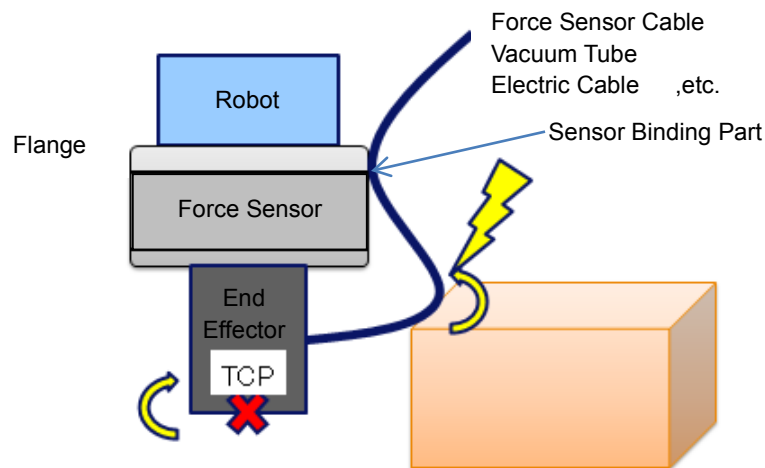 Force Sensor Cable
Vacuum Tube
Electric Cable ,etc.
Robot
Sensor Binding Part
Flange
Force Sensor
End
Effector
TCP